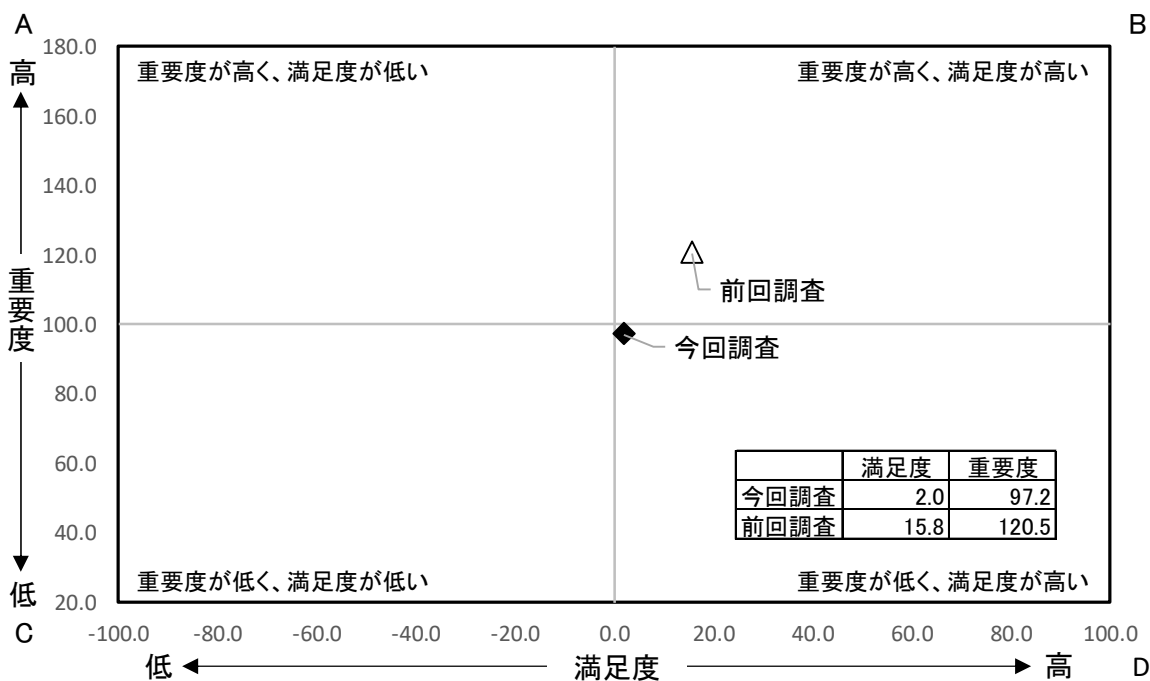 A
B
180.0
高
重要度が高く、満足度が低い
重要度が高く、満足度が高い
160.0
140.0
120.0
前回調査
重要度
100.0
今回調査
80.0
60.0
満足度 重要度
今回調査 2.0 97.2
前回調査 15.8 120.5
40.0
重要度が低く、満足度が低い
重要度が低く、満足度が高い
低
20.0
C
-100.0 -80.0 -60.0 -40.0 -20.0 0.0 20.0 40.0 60.0 80.0 100.0
低 満足度 高
D